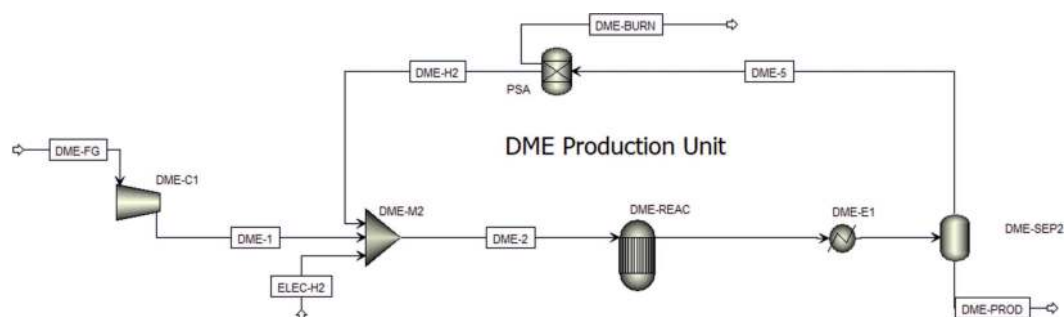 DME-BURN
DME-H2
DME-5
PSA
DME Production Unit
DME-FG
DME-C1
DME-M2
DME-REAC
DME-E1
DME-SEP2
DME-1
DME-2
ELEC-H2
DME-PROD